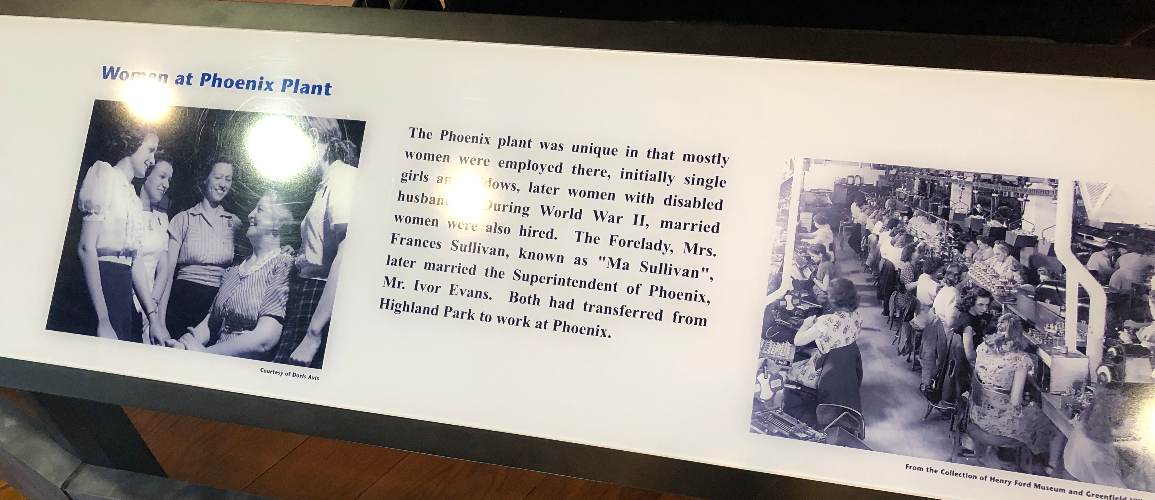 Women at Phoenix Plant
The Phoenix plant was unique in that mostly
women were employed there, initially single
girls and widows, later women with disabled
husbands. During World War II, married
women were also hired. The Forelady, Mrs.
Frances Sullivan, known as "Ma Sullivan",
later married the Superintendent of Phoenix,
Mr. Ivor Evans. Both had transferred from
Highland Park to work at Phoenix.
Courtesy of Doris Avis
From the Collection of Henry Ford Museum and Greenfield